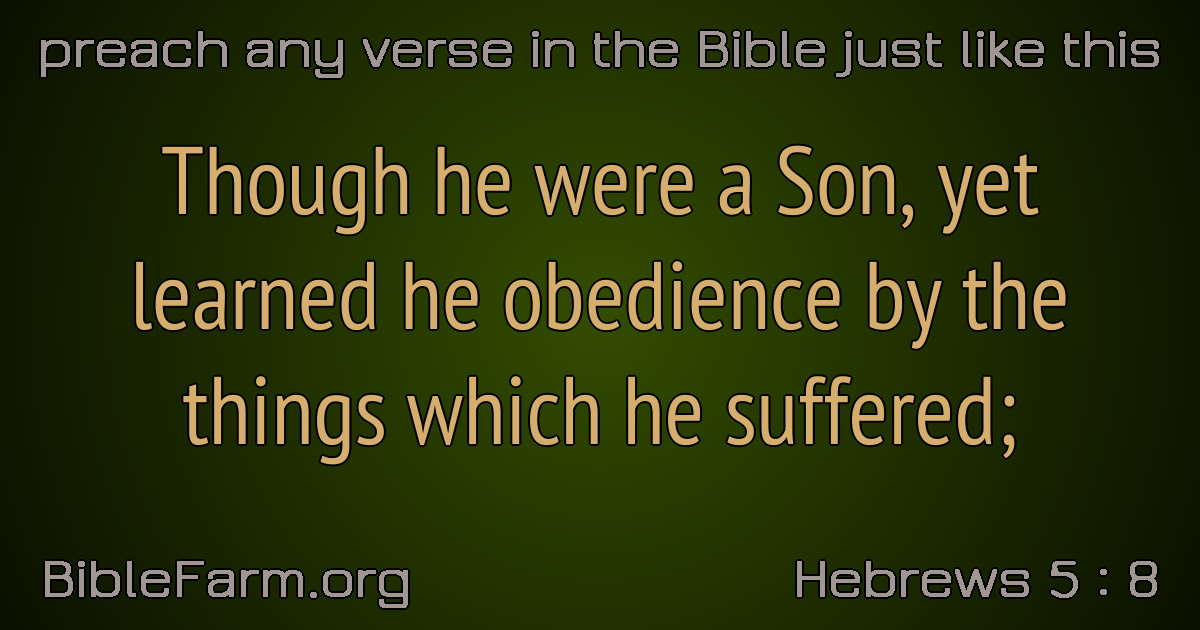 preach any verse in the Bible just like this
Though he were a Son, yet
learned he obedience by the
things which he suffered;
BibleFarm.org
Hebrews 5 : 8